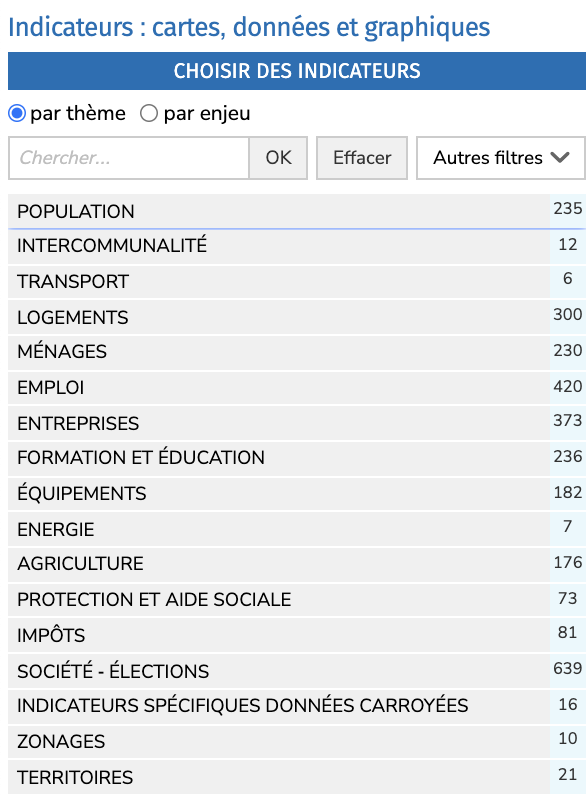 Indicateurs : cartes, données et graphiques
CHOISIR DES INDICATEURS
par thème par enjeu
Chercher... OK Effacer Autres filtres
POPULATION 235
INTERCOMMUNALITÉ 12
TRANSPORT 6
LOGEMENTS 300
MÉNAGES 230
EMPLOI 420
ENTREPRISES 373
FORMATION ET ÉDUCATION 236
ÉQUIPEMENTS 182
ENERGIE 7
AGRICULTURE 176
PROTECTION ET AIDE SOCIALE 73
IMPÔTS 81
SOCIÉTÉ - ÉLECTIONS 639
INDICATEURS SPÉCIFIQUES DONNÉES CARROYÉES 16
ZONAGES 10
TERRITOIRES 21